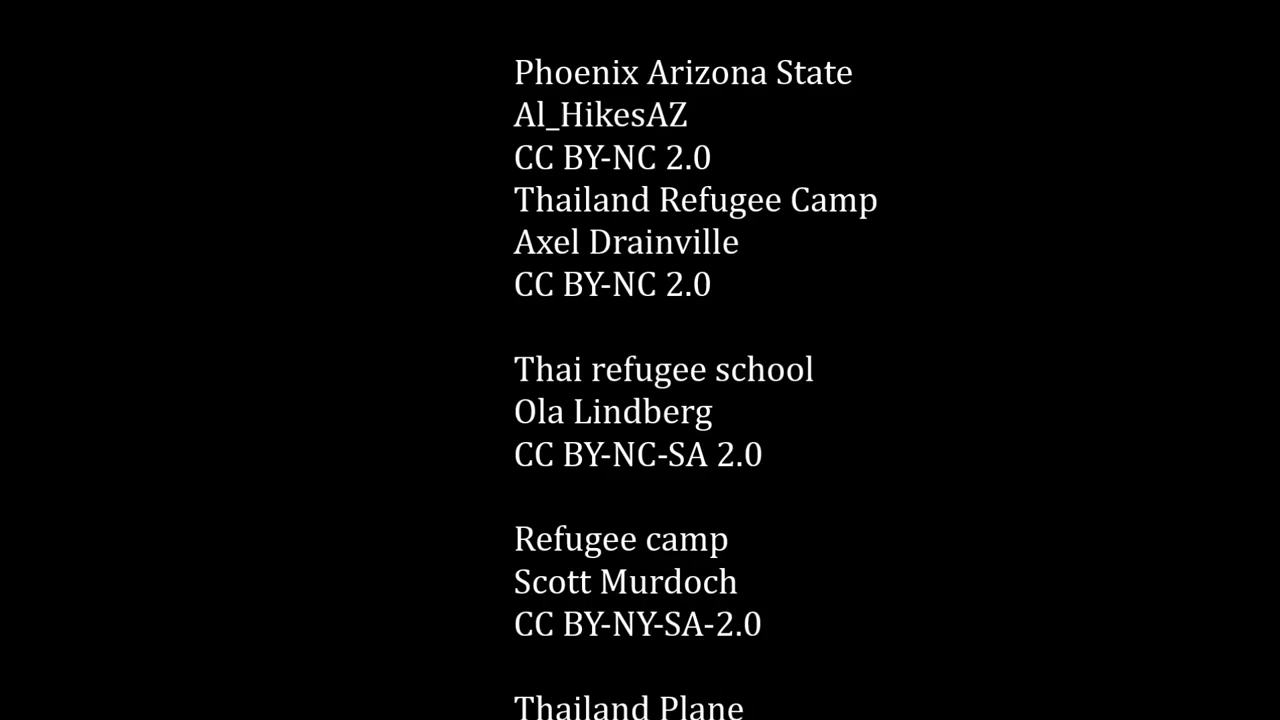 Phoenix Arizona State
Al_HikesAZ
CC BY-NC 2.0
Thailand Refugee Camp
Axel Drainville
CC BY-NC 2.0
Thai refugee school
Ola Lindberg
CC BY-NC-SA 2.0
Refugee camp
Scott Murdoch
CC BY-NY-SA-2.0
Thailand Plane